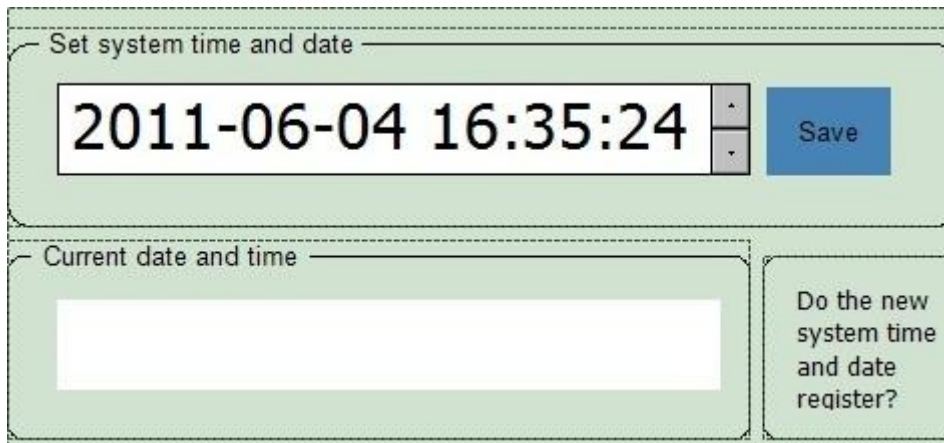 Set system time and date
2011-06-04 16:35:24
Save
Current date and time
Do the new
system time
and date
register?